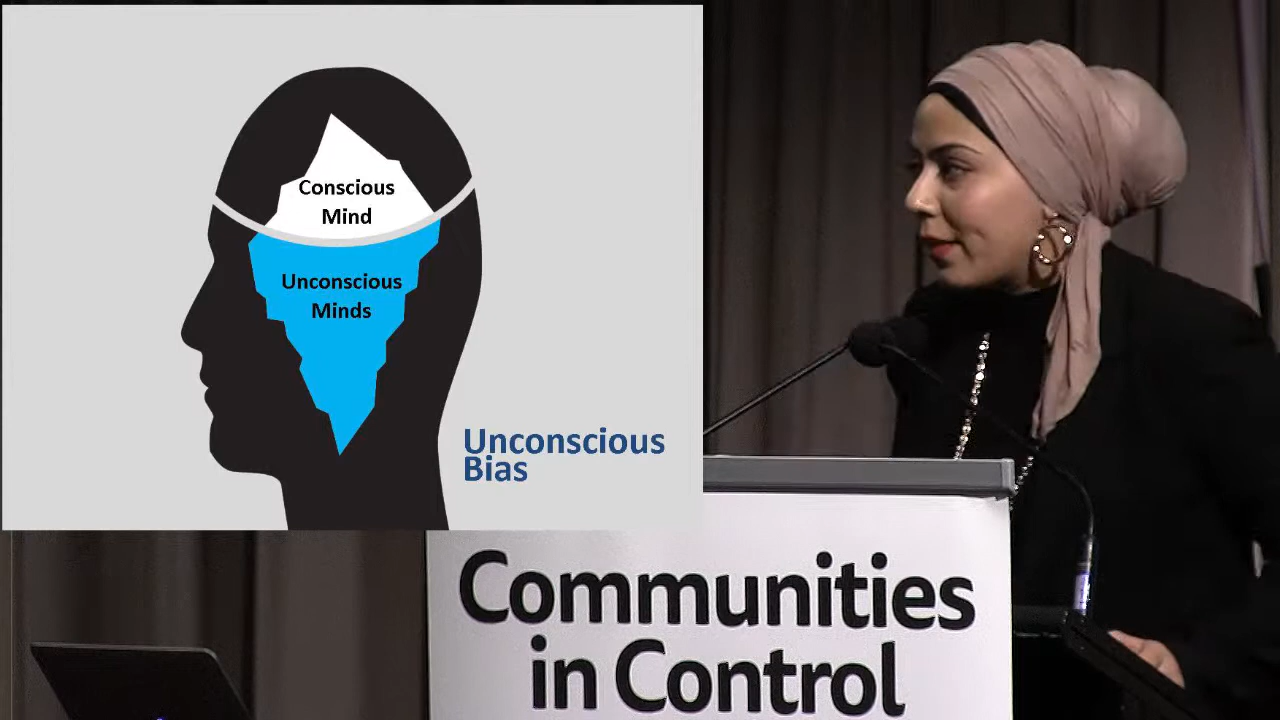 Conscious
Mind
Unconscious
Minds
Unconscious
Bias
Communities
in Control